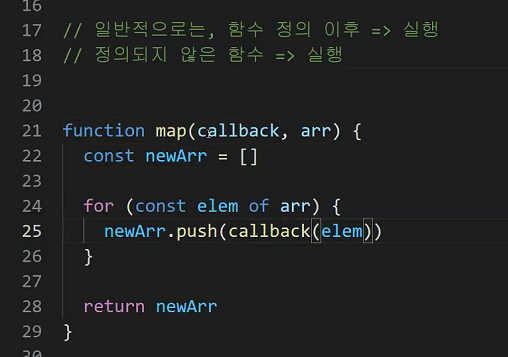 16
17 // 일반적으로는, 함수 정의 이후 => 실행
18 // 정의되지 않은 함수 => 실행
19
20
21 function map(callback, arr) {
22   const newArr = []
23
24   for (const elem of arr) {
25     newArr.push(callback(elem))
26   }
27
28   return newArr
29 }
30